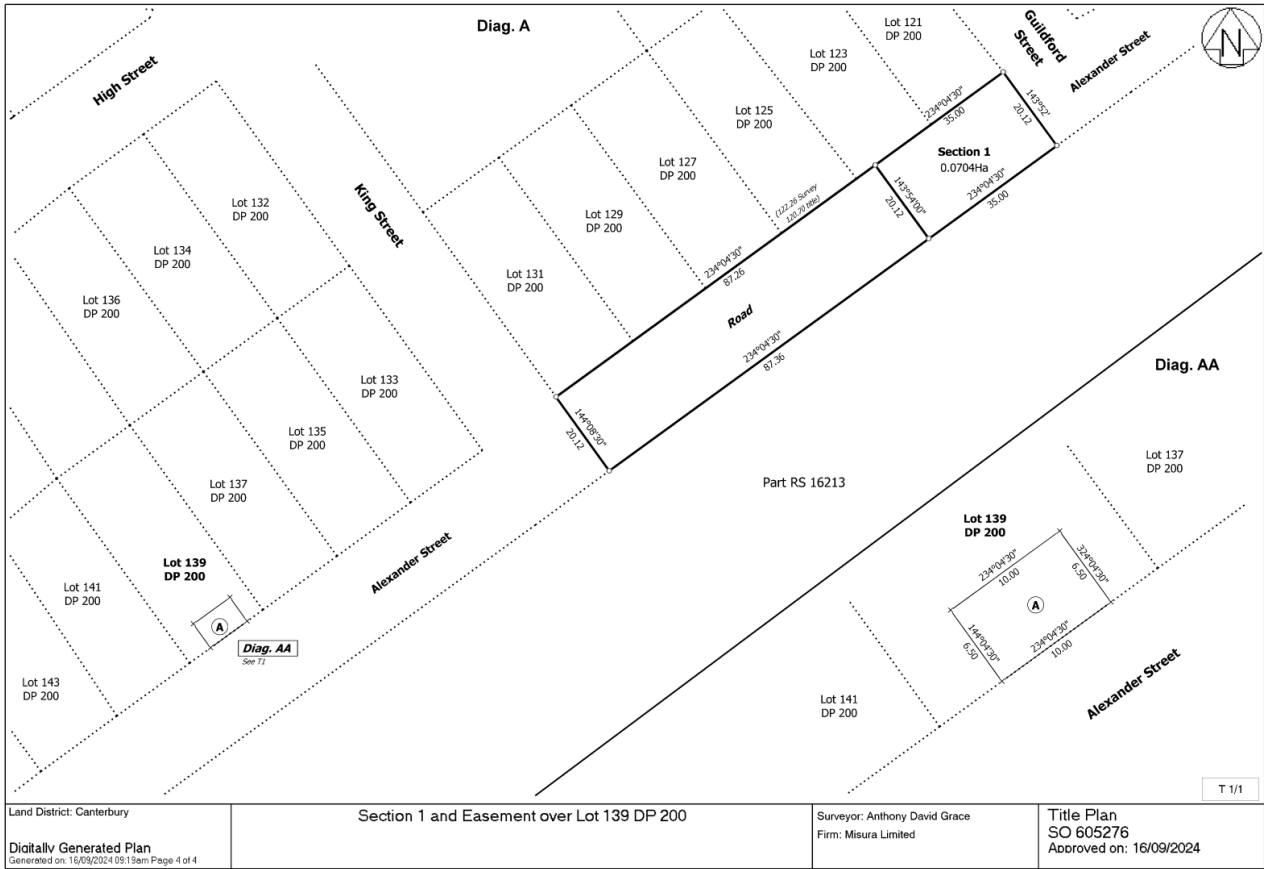 Diag. A
High Street
Lot 121
DP 200
Guildford
Street
Alexander Street
N
Lot 123
DP 200
Lot 125
DP 200
234°04'30"
35.00
143°52'
20.12
Section 1
0.0704Ha
234°04'30"
35.00
143°54'00"
20.12
Lot 127
DP 200
(122.26 Survey
120.70 title)
Lot 132
DP 200
King Street
Lot 129
DP 200
Lot 134
DP 200
Lot 131
DP 200
234°04'30"
87.26
Lot 136
DP 200
Road
234°04'30"
87.36
Diag. AA
Lot 133
DP 200
144°08'30"
20.12
Lot 135
DP 200
Lot 137
DP 200
Part RS 16213
Lot 137
DP 200
Lot 139
DP 200
Lot 139
DP 200
234°04'30"
10.00
324°04'30"
6.50
A
144°04'30"
6.50
234°04'30"
10.00
Alexander Street
Lot 141
DP 200
A
Diag. AA
See T1
Lot 143
DP 200
Lot 141
DP 200
Alexander Street
T 1/1
Land District: Canterbury
Digitally Generated Plan
Generated on: 16/09/2024 09:19am Page 4 of 4
Section 1 and Easement over Lot 139 DP 200
Surveyor: Anthony David Grace
Firm: Misura Limited
Title Plan
SO 605276
Approved on: 16/09/2024